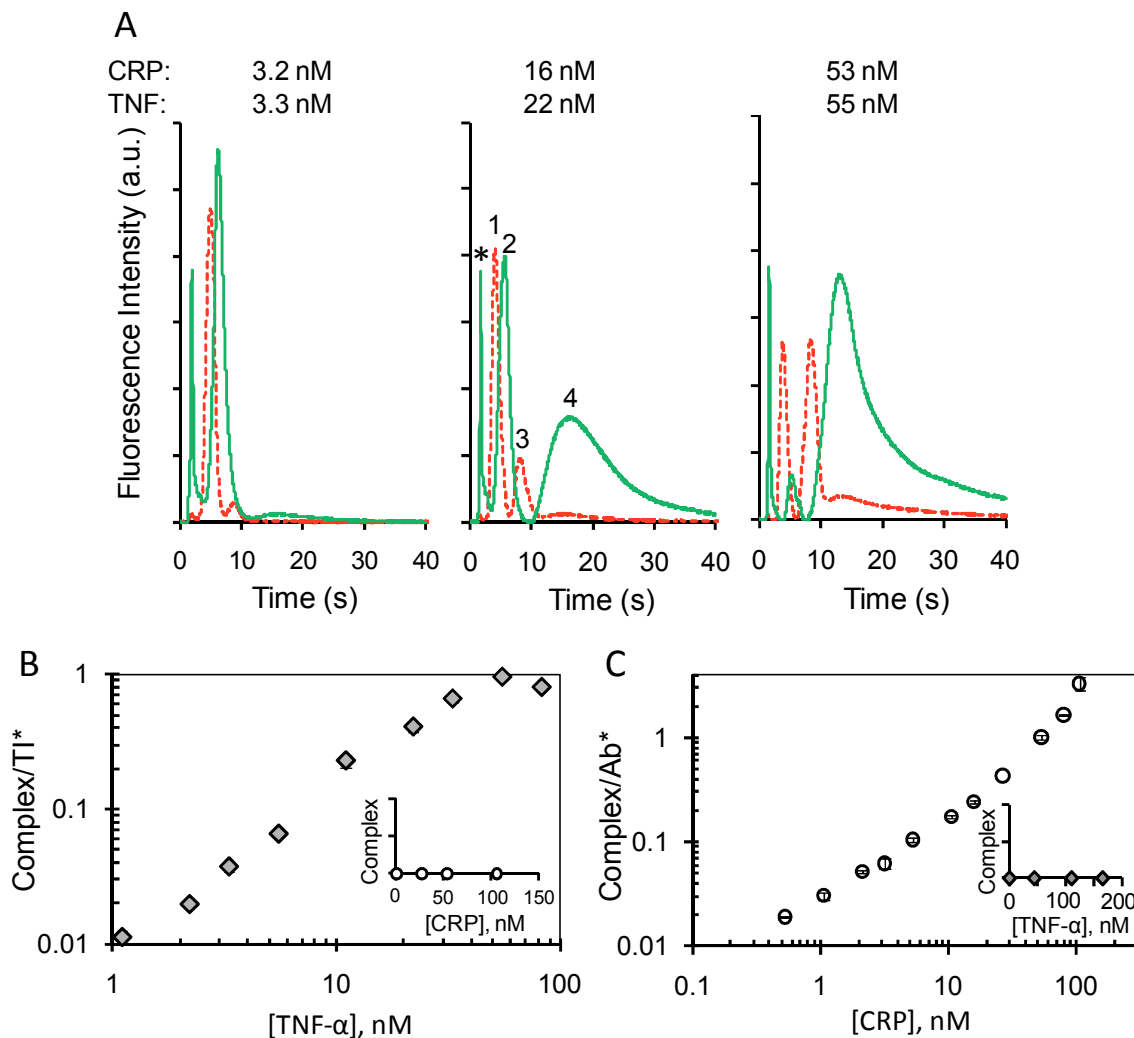 A
CRP: 3.2 nM 16 nM 53 nM
TNF: 3.3 nM 22 nM 55 nM
Fluorescence Intensity (a.u.)
* 1 2 3 4
0 10 20 30 40 0 10 20 30 40 0 10 20 30 40
Time (s) Time (s) Time (s)
B
Complex/TI*
1
0.1
0.01
1 10 100
[TNF-α], nM
Complex
0 50 100 150
[CRP], nM
C
Complex/Ab*
1
0.1
0.01
0.1 1 10 100
[CRP], nM
Complex
0 100 200
[TNF-α], nM